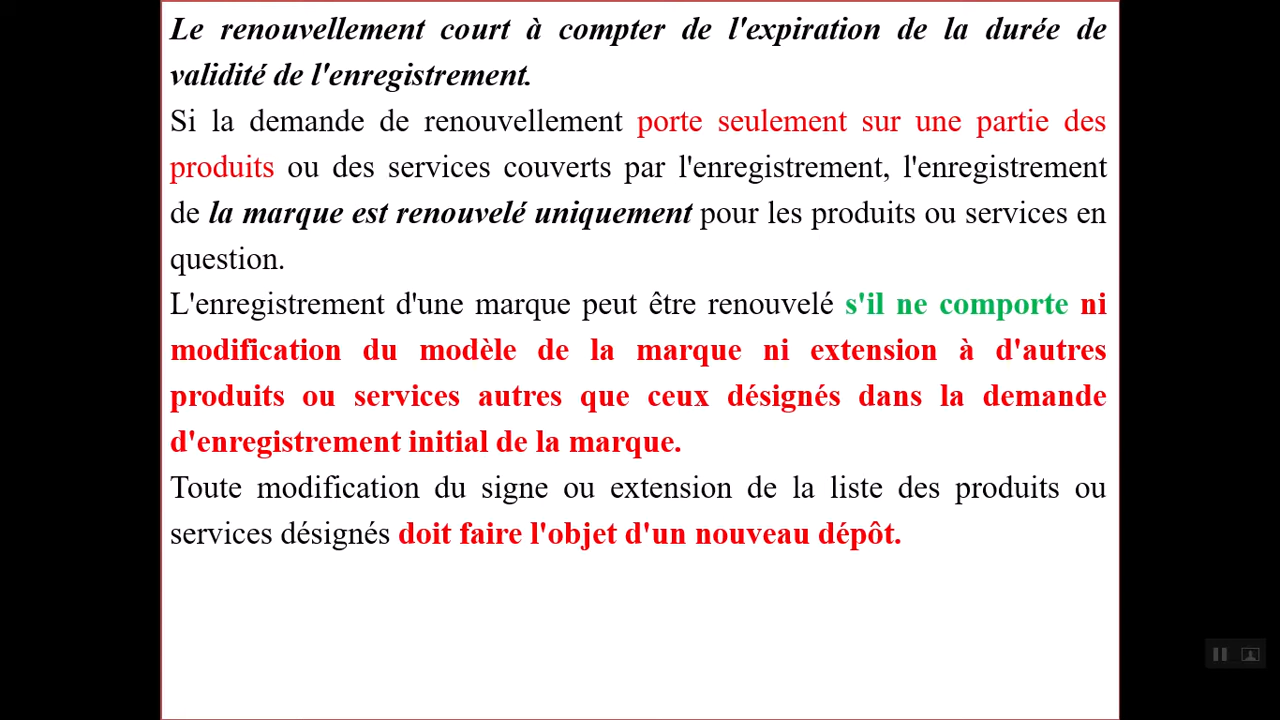 Le renouvellement court à compter de l'expiration de la durée de
validité de l'enregistrement.
Si la demande de renouvellement porte seulement sur une partie des
produits ou des services couverts par l'enregistrement, l'enregistrement
de la marque est renouvelé uniquement pour les produits ou services en
question.
L'enregistrement d'une marque peut être renouvelé s'il ne comporte ni
modification du modèle de la marque ni extension à d'autres
produits ou services autres que ceux désignés dans la demande
d'enregistrement initial de la marque.
Toute modification du signe ou extension de la liste des produits ou
services désignés doit faire l'objet d'un nouveau dépôt.